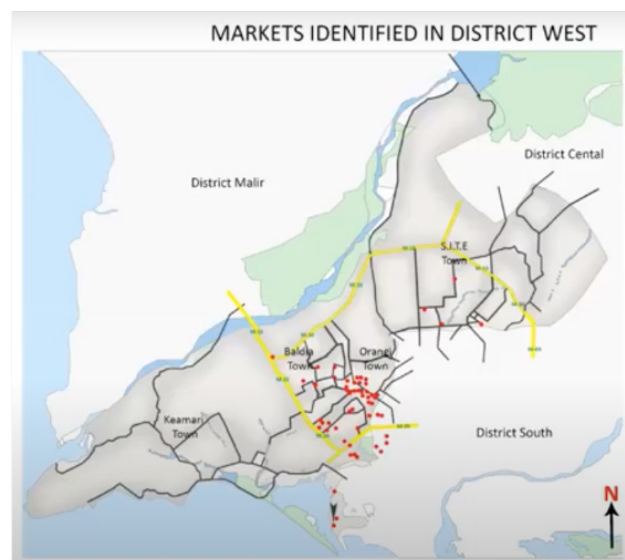 MARKETS IDENTIFIED IN DISTRICT WEST
District Cental
District Malir
S.I.T.E
Town
Baldia
Town
Orangi
Town
Keamari
Town
District South
N